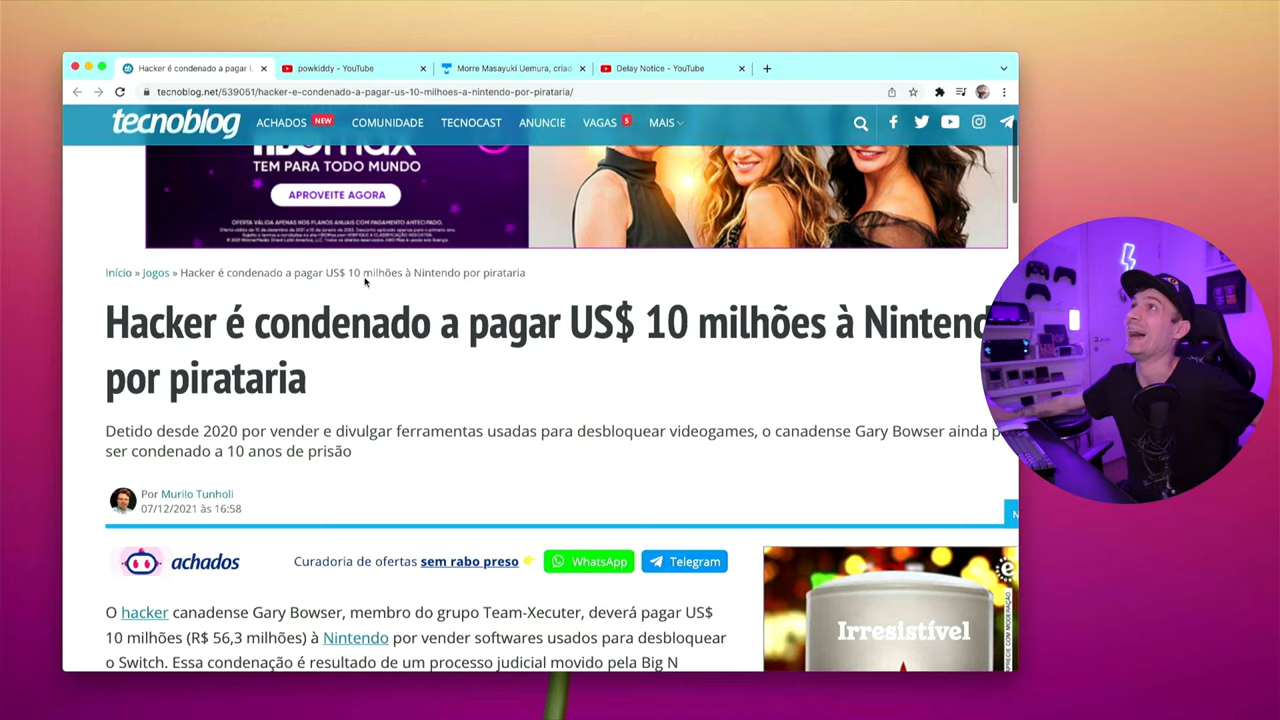 Hacker é condenado a pagar U
powkiddy - YouTube
Morre Masayuki Uemura, criad
Delay Notice - YouTube
tecnoblog.net/539051/hacker-e-condenado-a-pagar-us-10-milhoes-a-nintendo-por-pirataria/
tecnoblog
ACHADOS NEW COMUNIDADE TECNOCAST ANUNCIE VAGAS 5 MAIS
TEM PARA TODO MUNDO
APROVEITE AGORA
Início » Jogos » Hacker é condenado a pagar US$ 10 milhões à Nintendo por pirataria
Hacker é condenado a pagar US$ 10 milhões à Nintend
por pirataria
Detido desde 2020 por vender e divulgar ferramentas usadas para desbloquear videogames, o canadense Gary Bowser ainda p
ser condenado a 10 anos de prisão
Por Murilo Tunholi
07/12/2021 às 16:58
N
achados
Curadoria de ofertas sem rabo preso
WhatsApp
Telegram
O hacker canadense Gary Bowser, membro do grupo Team-Xecuter, deverá pagar US$
10 milhões (R$ 56,3 milhões) à Nintendo por vender softwares usados para desbloquear
o Switch. Essa condenação é resultado de um processo judicial movido pela Big N
Irresistível